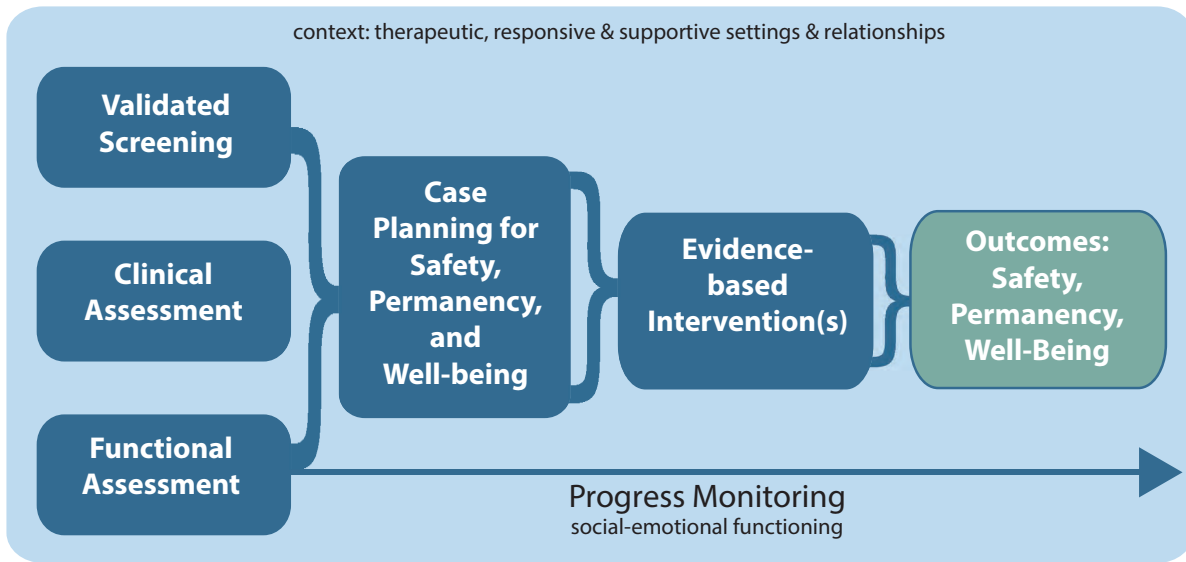 context: therapeutic, responsive & supportive settings & relationships
Validated
Screening
Clinical
Assessment
Functional
Assessment
Case
Planning for
Safety,
Permanency,
and
Well-being
Evidence-
based
Intervention(s)
Outcomes:
Safety,
Permanency,
Well-Being
Progress Monitoring
social-emotional functioning